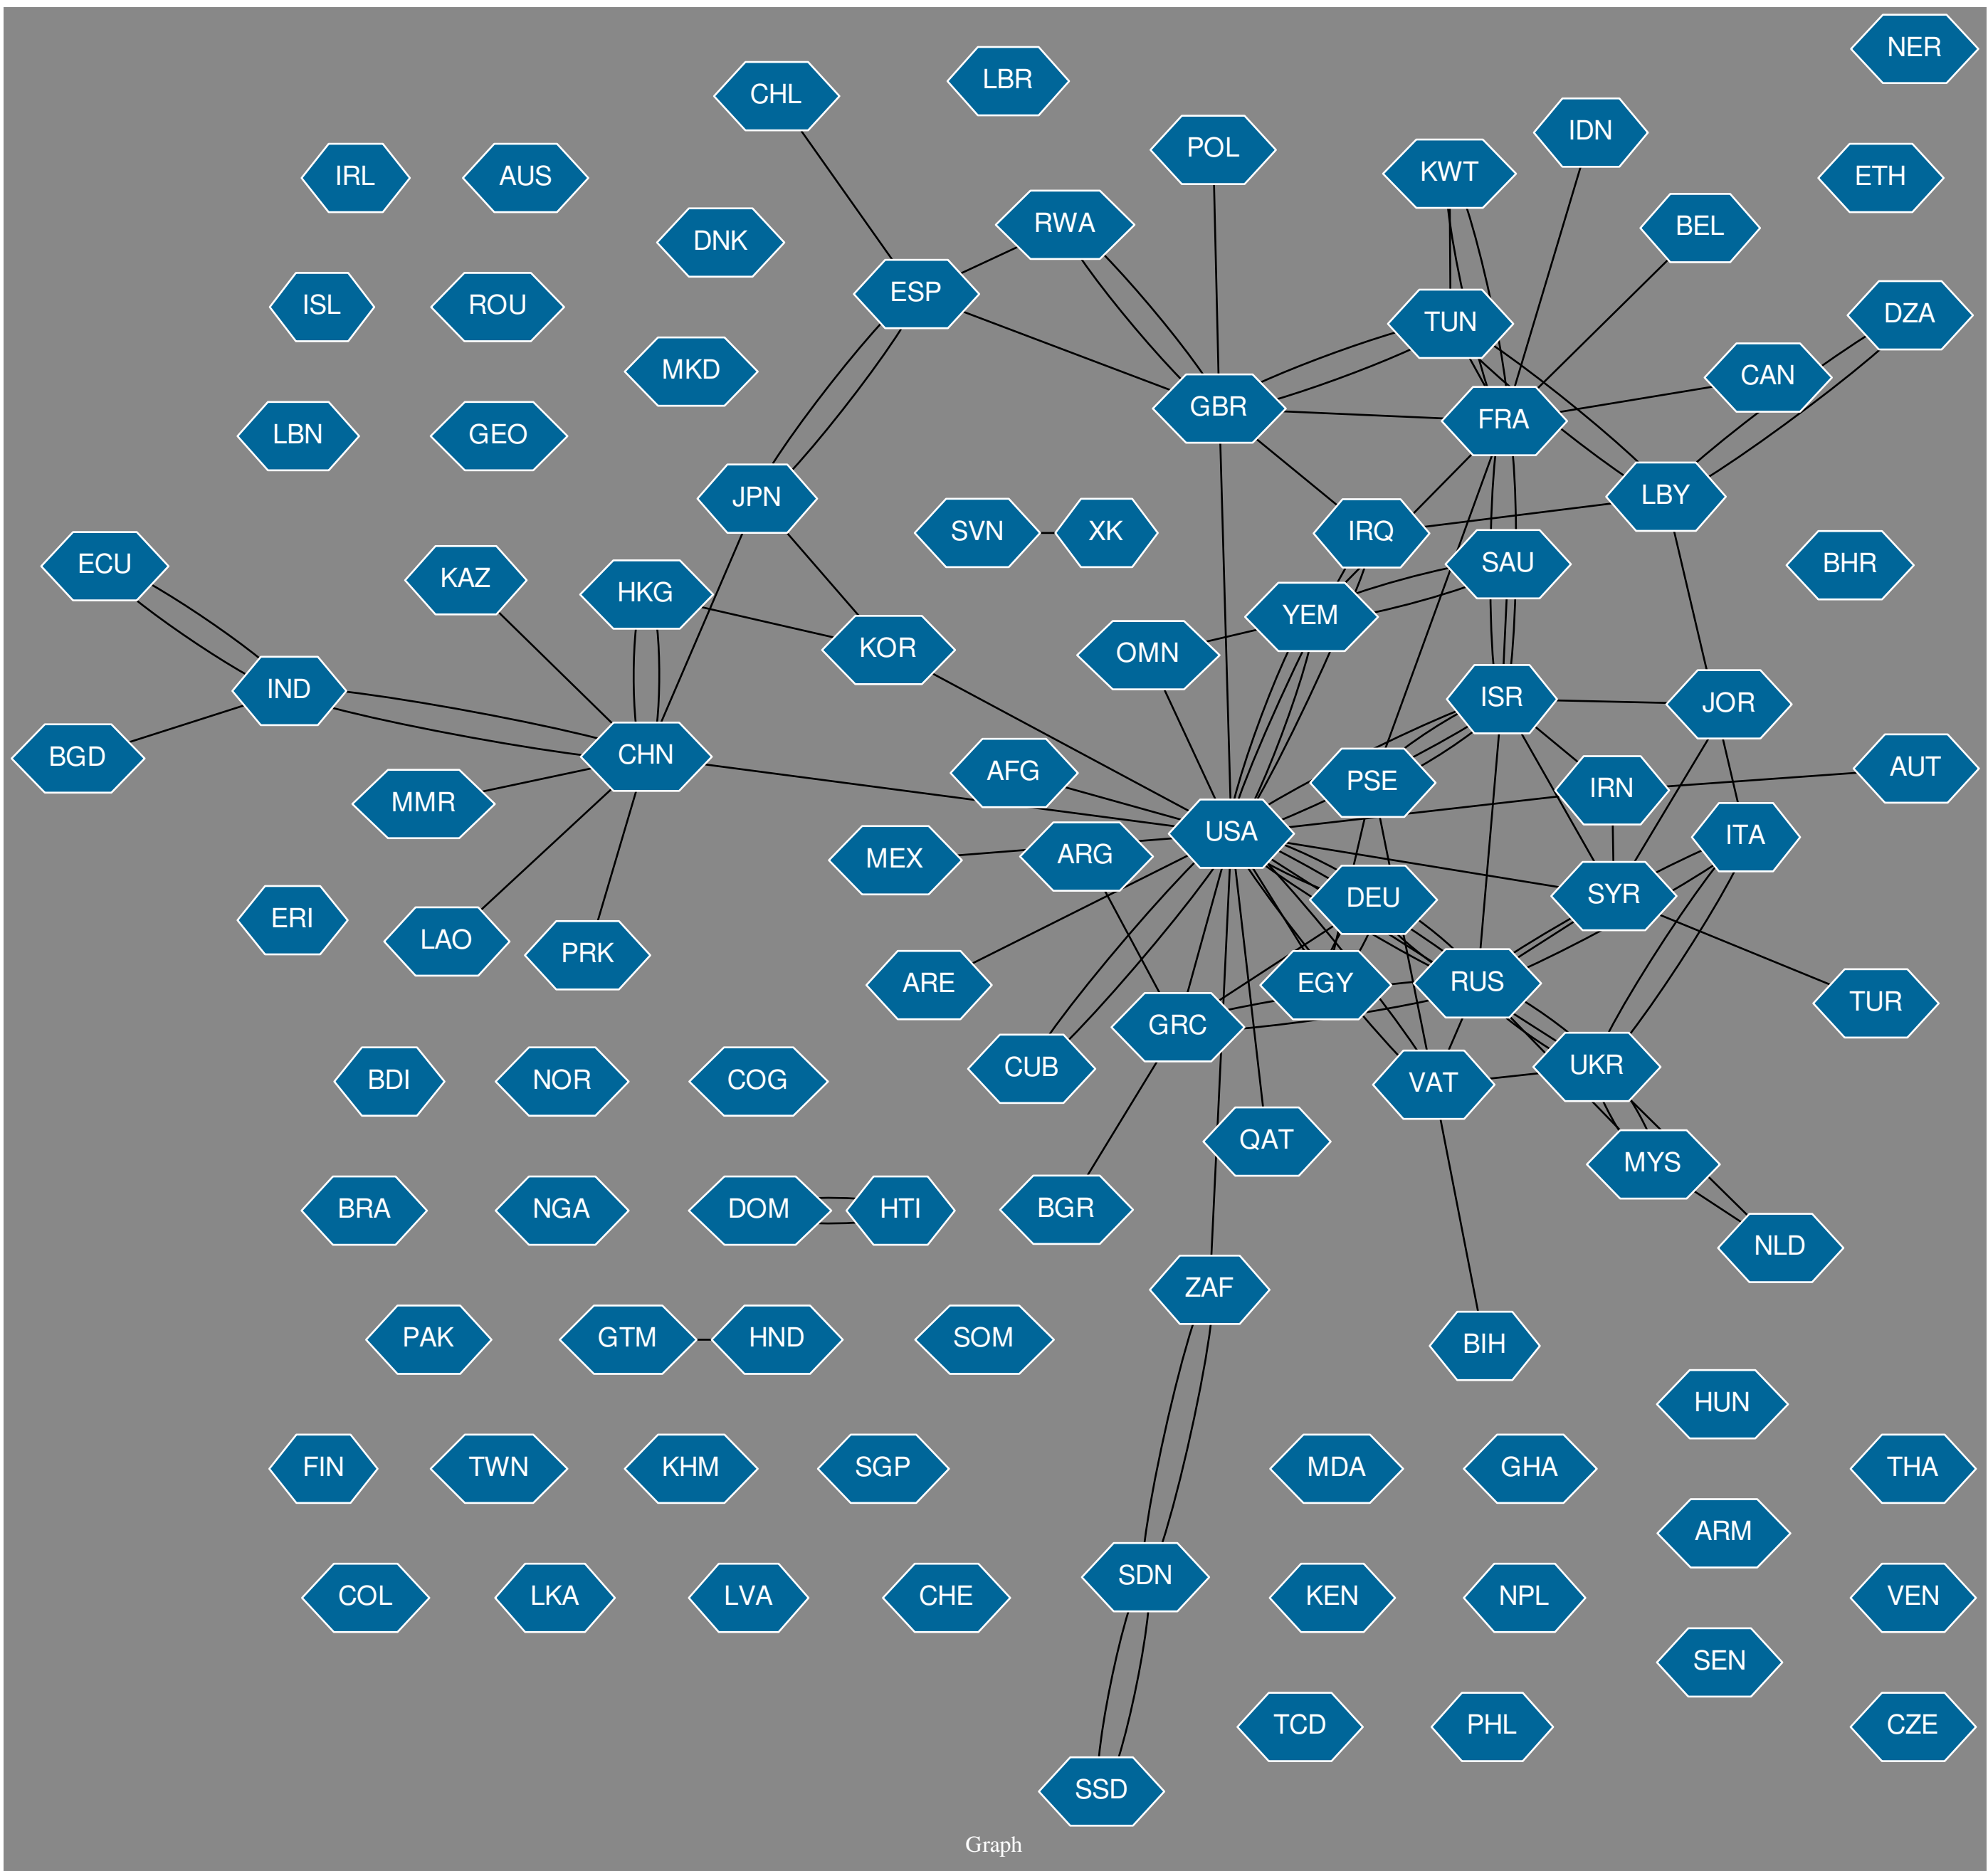 NER
LBR
CHL
IDN
POL
KWT
IRL
AUS
ETH
RWA
BEL
DNK
ESP
ISL
ROU
DZA
TUN
MKD
CAN
GBR
FRA
LBN
GEO
JPN
LBY
SVN
XK
IRQ
SAU
ECU
BHR
KAZ
HKG
YEM
KOR
OMN
IND
ISR
JOR
BGD
CHN
AUT
AFG
PSE
IRN
MMR
USA
ITA
MEX
ARG
SYR
DEU
ERI
LAO
PRK
ARE
EGY
RUS
TUR
GRC
CUB
UKR
BDI
NOR
COG
VAT
QAT
MYS
BRA
NGA
DOM
HTI
BGR
NLD
ZAF
PAK
GTM
HND
SOM
BIH
HUN
FIN
TWN
KHM
SGP
MDA
GHA
THA
ARM
SDN
COL
LKA
LVA
CHE
KEN
NPL
VEN
SEN
TCD
PHL
CZE
SSD
Graph